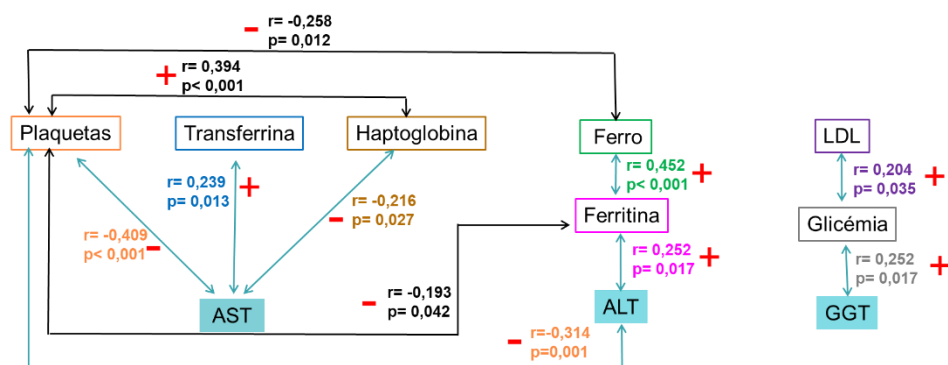 − r= -0,258
p= 0,012
+ r= 0,394
p< 0,001
Plaquetas
Transferrina
Haptoglobina
Ferro
LDL
r= 0,239
p= 0,013
+
r= -0,216
p= 0,027
−
r= 0,452
p< 0,001
+
r= 0,204
p= 0,035
+
r= -0,409
p< 0,001
−
Ferritina
Glicémia
r= 0,252
p= 0,017
+
r= 0,252
p= 0,017
+
− r= -0,193
p= 0,042
AST
ALT
GGT
− r=-0,314
p=0,001